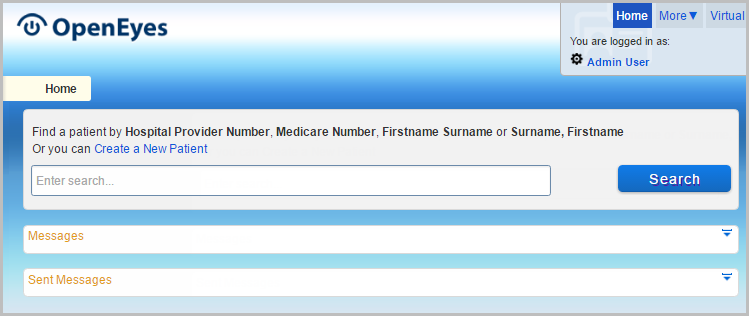 OpenEyes
Home More▼ Virtual
You are logged in as:
Admin User
Home
Find a patient by Hospital Provider Number, Medicare Number, Firstname Surname or Surname, Firstname
Or you can Create a New Patient
Enter search...
Search
Messages
Sent Messages